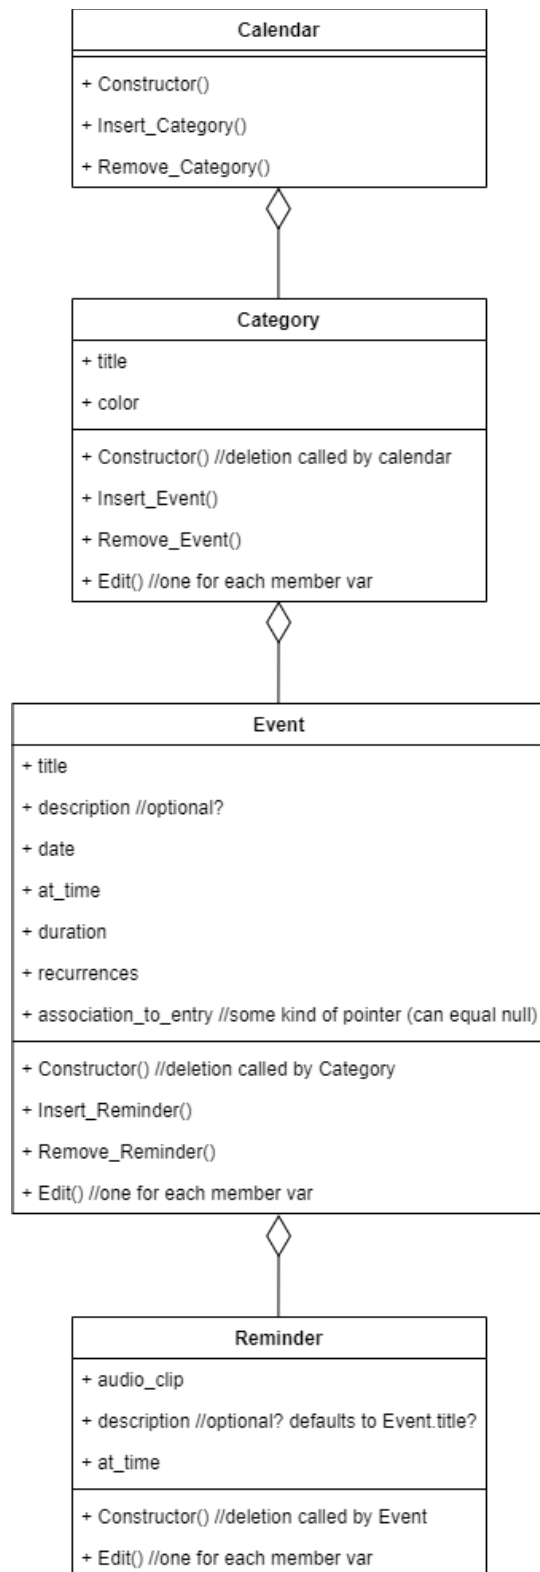 Calendar
+ Constructor()
+ Insert_Category()
+ Remove_Category()
Category
+ title
+ color
+ Constructor() //deletion called by calendar
+ Insert_Event()
+ Remove_Event()
+ Edit() //one for each member var
Event
+ title
+ description //optional?
+ date
+ at_time
+ duration
+ recurrences
+ association_to_entry //some kind of pointer (can equal null)
+ Constructor() //deletion called by Category
+ Insert_Reminder()
+ Remove_Reminder()
+ Edit() //one for each member var
Reminder
+ audio_clip
+ description //optional? defaults to Event.title?
+ at_time
+ Constructor() //deletion called by Event
+ Edit() //one for each member var